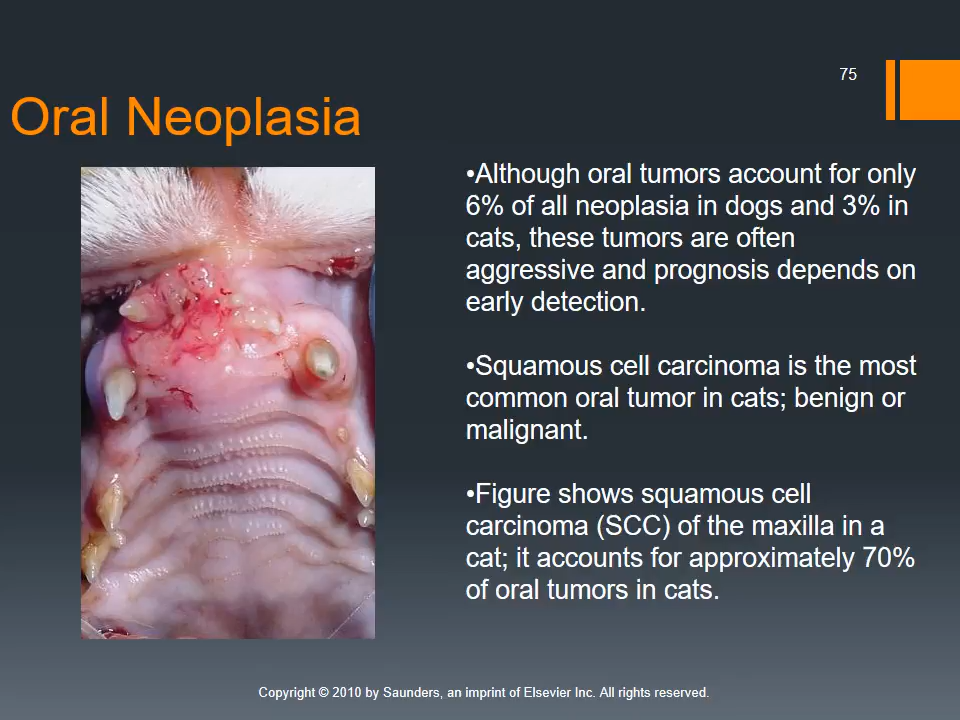 75
Oral Neoplasia
•Although oral tumors account for only
6% of all neoplasia in dogs and 3% in
cats, these tumors are often
aggressive and prognosis depends on
early detection.
•Squamous cell carcinoma is the most
common oral tumor in cats; benign or
malignant.
•Figure shows squamous cell
carcinoma (SCC) of the maxilla in a
cat; it accounts for approximately 70%
of oral tumors in cats.
Copyright © 2010 by Saunders, an imprint of Elsevier Inc. All rights reserved.